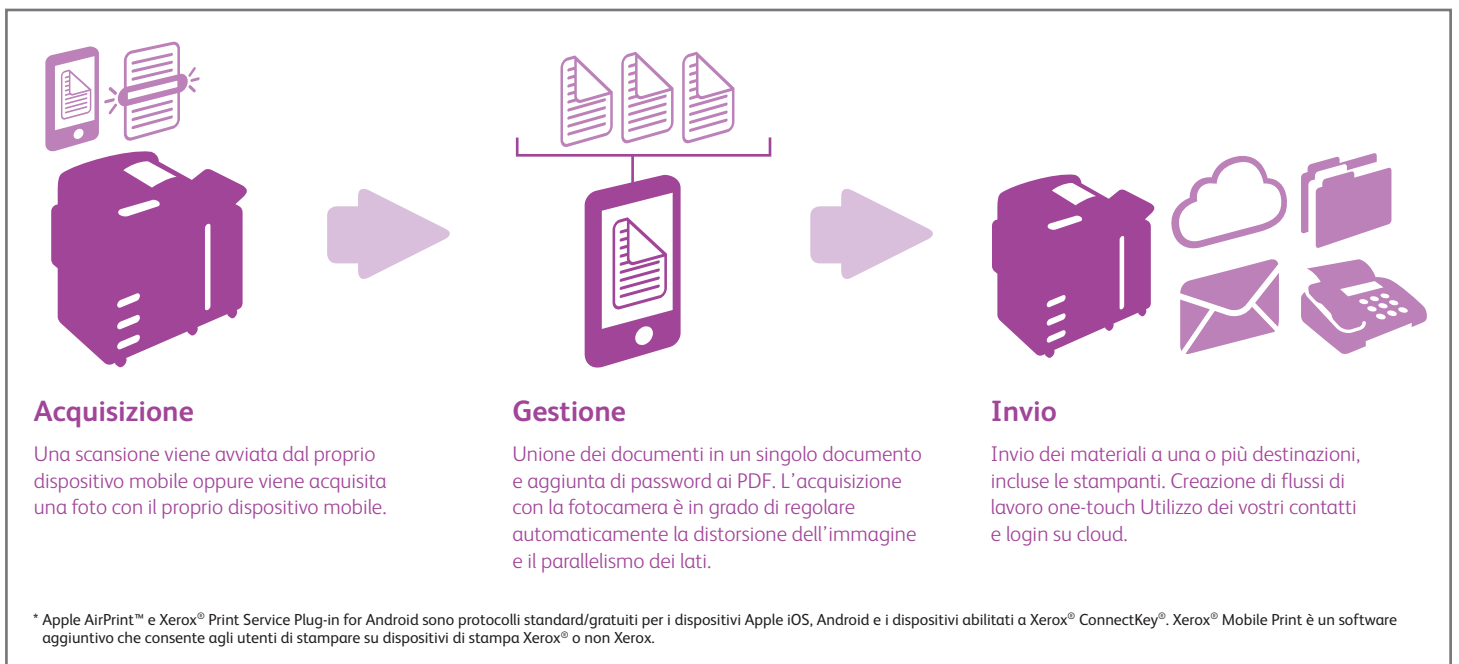 Acquisizione
Una scansione viene avviata dal proprio
dispositivo mobile oppure viene acquisita
una foto con il proprio dispositivo mobile.
Gestione
Unione dei documenti in un singolo documento
e aggiunta di password ai PDF. L’acquisizione
con la fotocamera è in grado di regolare
automaticamente la distorsione dell’immagine
e il parallelismo dei lati.
Invio
Invio dei materiali a una o più destinazioni,
incluse le stampanti. Creazione di flussi di
lavoro one-touch Utilizzo dei vostri contatti
e login su cloud.
* Apple AirPrint™ e Xerox® Print Service Plug-in for Android sono protocolli standard/gratuiti per i dispositivi Apple iOS, Android e i dispositivi abilitati a Xerox® ConnectKey®. Xerox® Mobile Print è un software
aggiuntivo che consente agli utenti di stampare su dispositivi di stampa Xerox® o non Xerox.